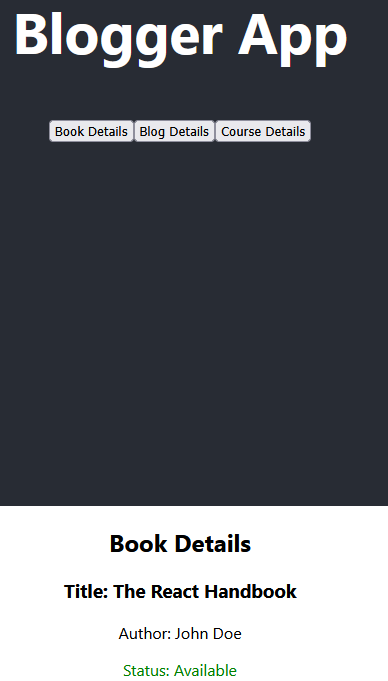 Blogger App
Book Details Blog Details Course Details
Book Details
Title: The React Handbook
Author: John Doe
Status: Available